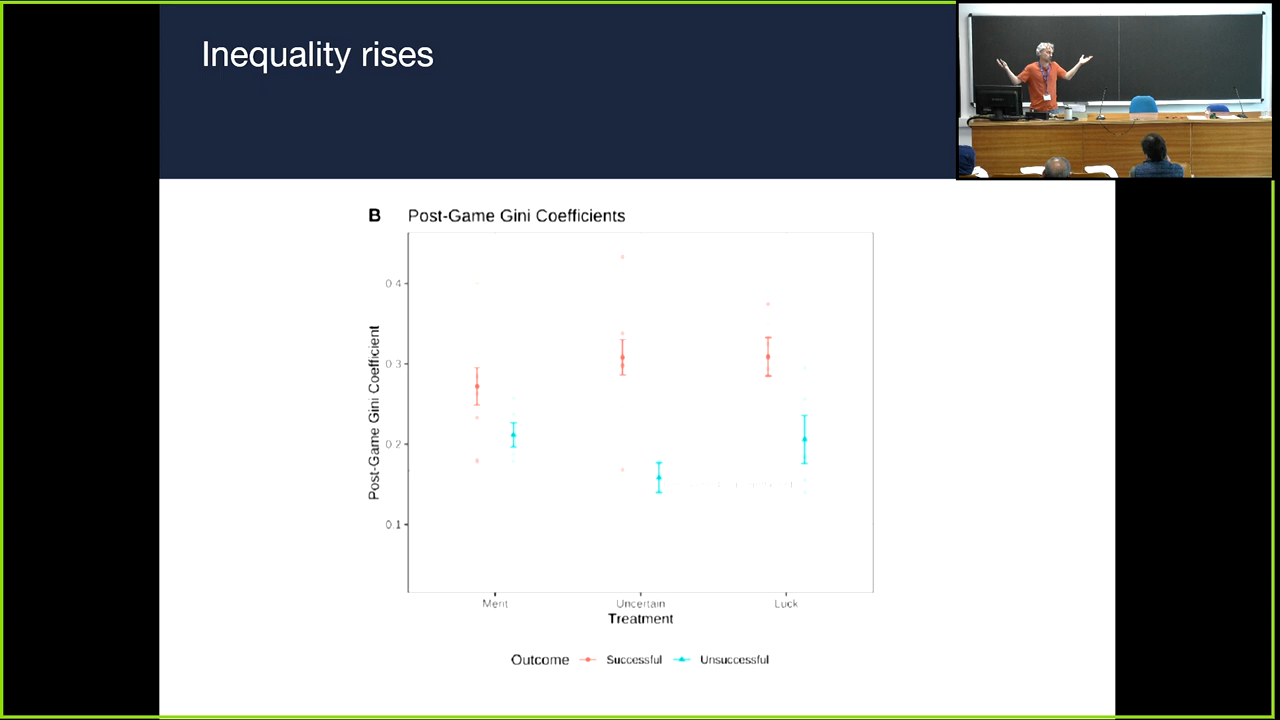 Inequality rises
B Post-Game Gini Coefficients
Post-Game Gini Coefficient
0.4
0.3
0.2
0.1
Merit Uncertain Luck
Treatment
Outcome Successful Unsuccessful